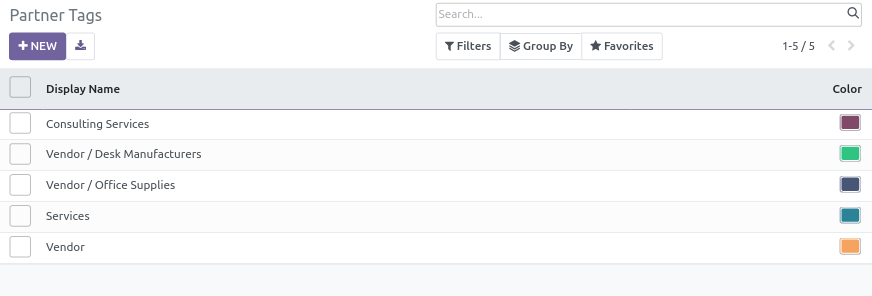 Partner Tags
Search...
NEW
Filters Group By Favorites 1-5 / 5
Display Name Color
Consulting Services
Vendor / Desk Manufacturers
Vendor / Office Supplies
Services
Vendor